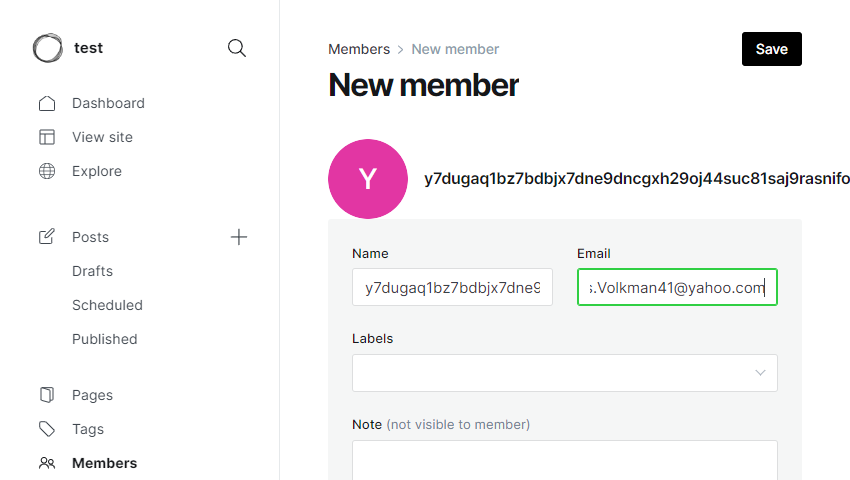 test
Dashboard
View site
Explore
Posts
Drafts
Scheduled
Published
Pages
Tags
Members
Members > New member
Save
New member
Y
y7dugaq1bz7bdbjx7dne9dncgxh29oj44suc81saj9rasnifo
Name
Email
y7dugaq1bz7bdbjx7dne9
s.Volkman41@yahoo.com
Labels
Note (not visible to member)